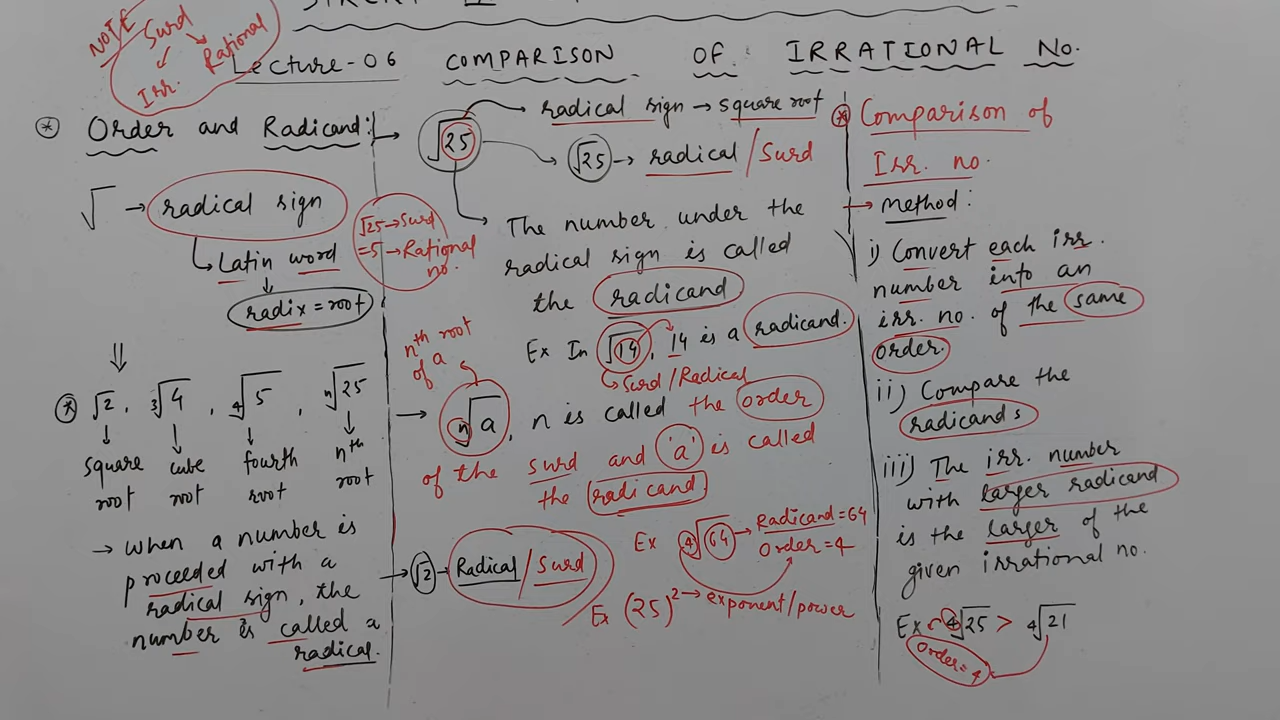 NOTE
Surd
Irr. Rational
Lecture-06 COMPARISON OF IRRATIONAL No.
Order and Radicand:
√ → radical sign
Latin word
radix = root
√2, ∛4, ∜5, ⁿ√25
square root
cube root
fourth root
nth root
→ when a number is
proceeded with a
radical sign, the
number is called a
radical.
√25
radical sign → square root
√25 → radical / Surd
√25 → Surd
= 5 → Rational
no.
The number under the
radical sign is called
the radicand
Ex In √14, 14 is a radicand.
Surd / Radical
nth root
of a
ⁿ√a, n is called the order
of the surd and 'a' is called
the radicand
Ex ∜64 → Radicand = 64
Order = 4
→ √2 → Radical / Surd
Ex (25)² → exponent/power
Comparison of
Irr. no.
→ method:
i) Convert each irr.
number into an
irr. no. of the same
order.
ii) Compare the
radicands
iii) The irr. number
with larger radicand
is the larger of the
given irrational no.
Ex ∜25 > ∜21
order = 4